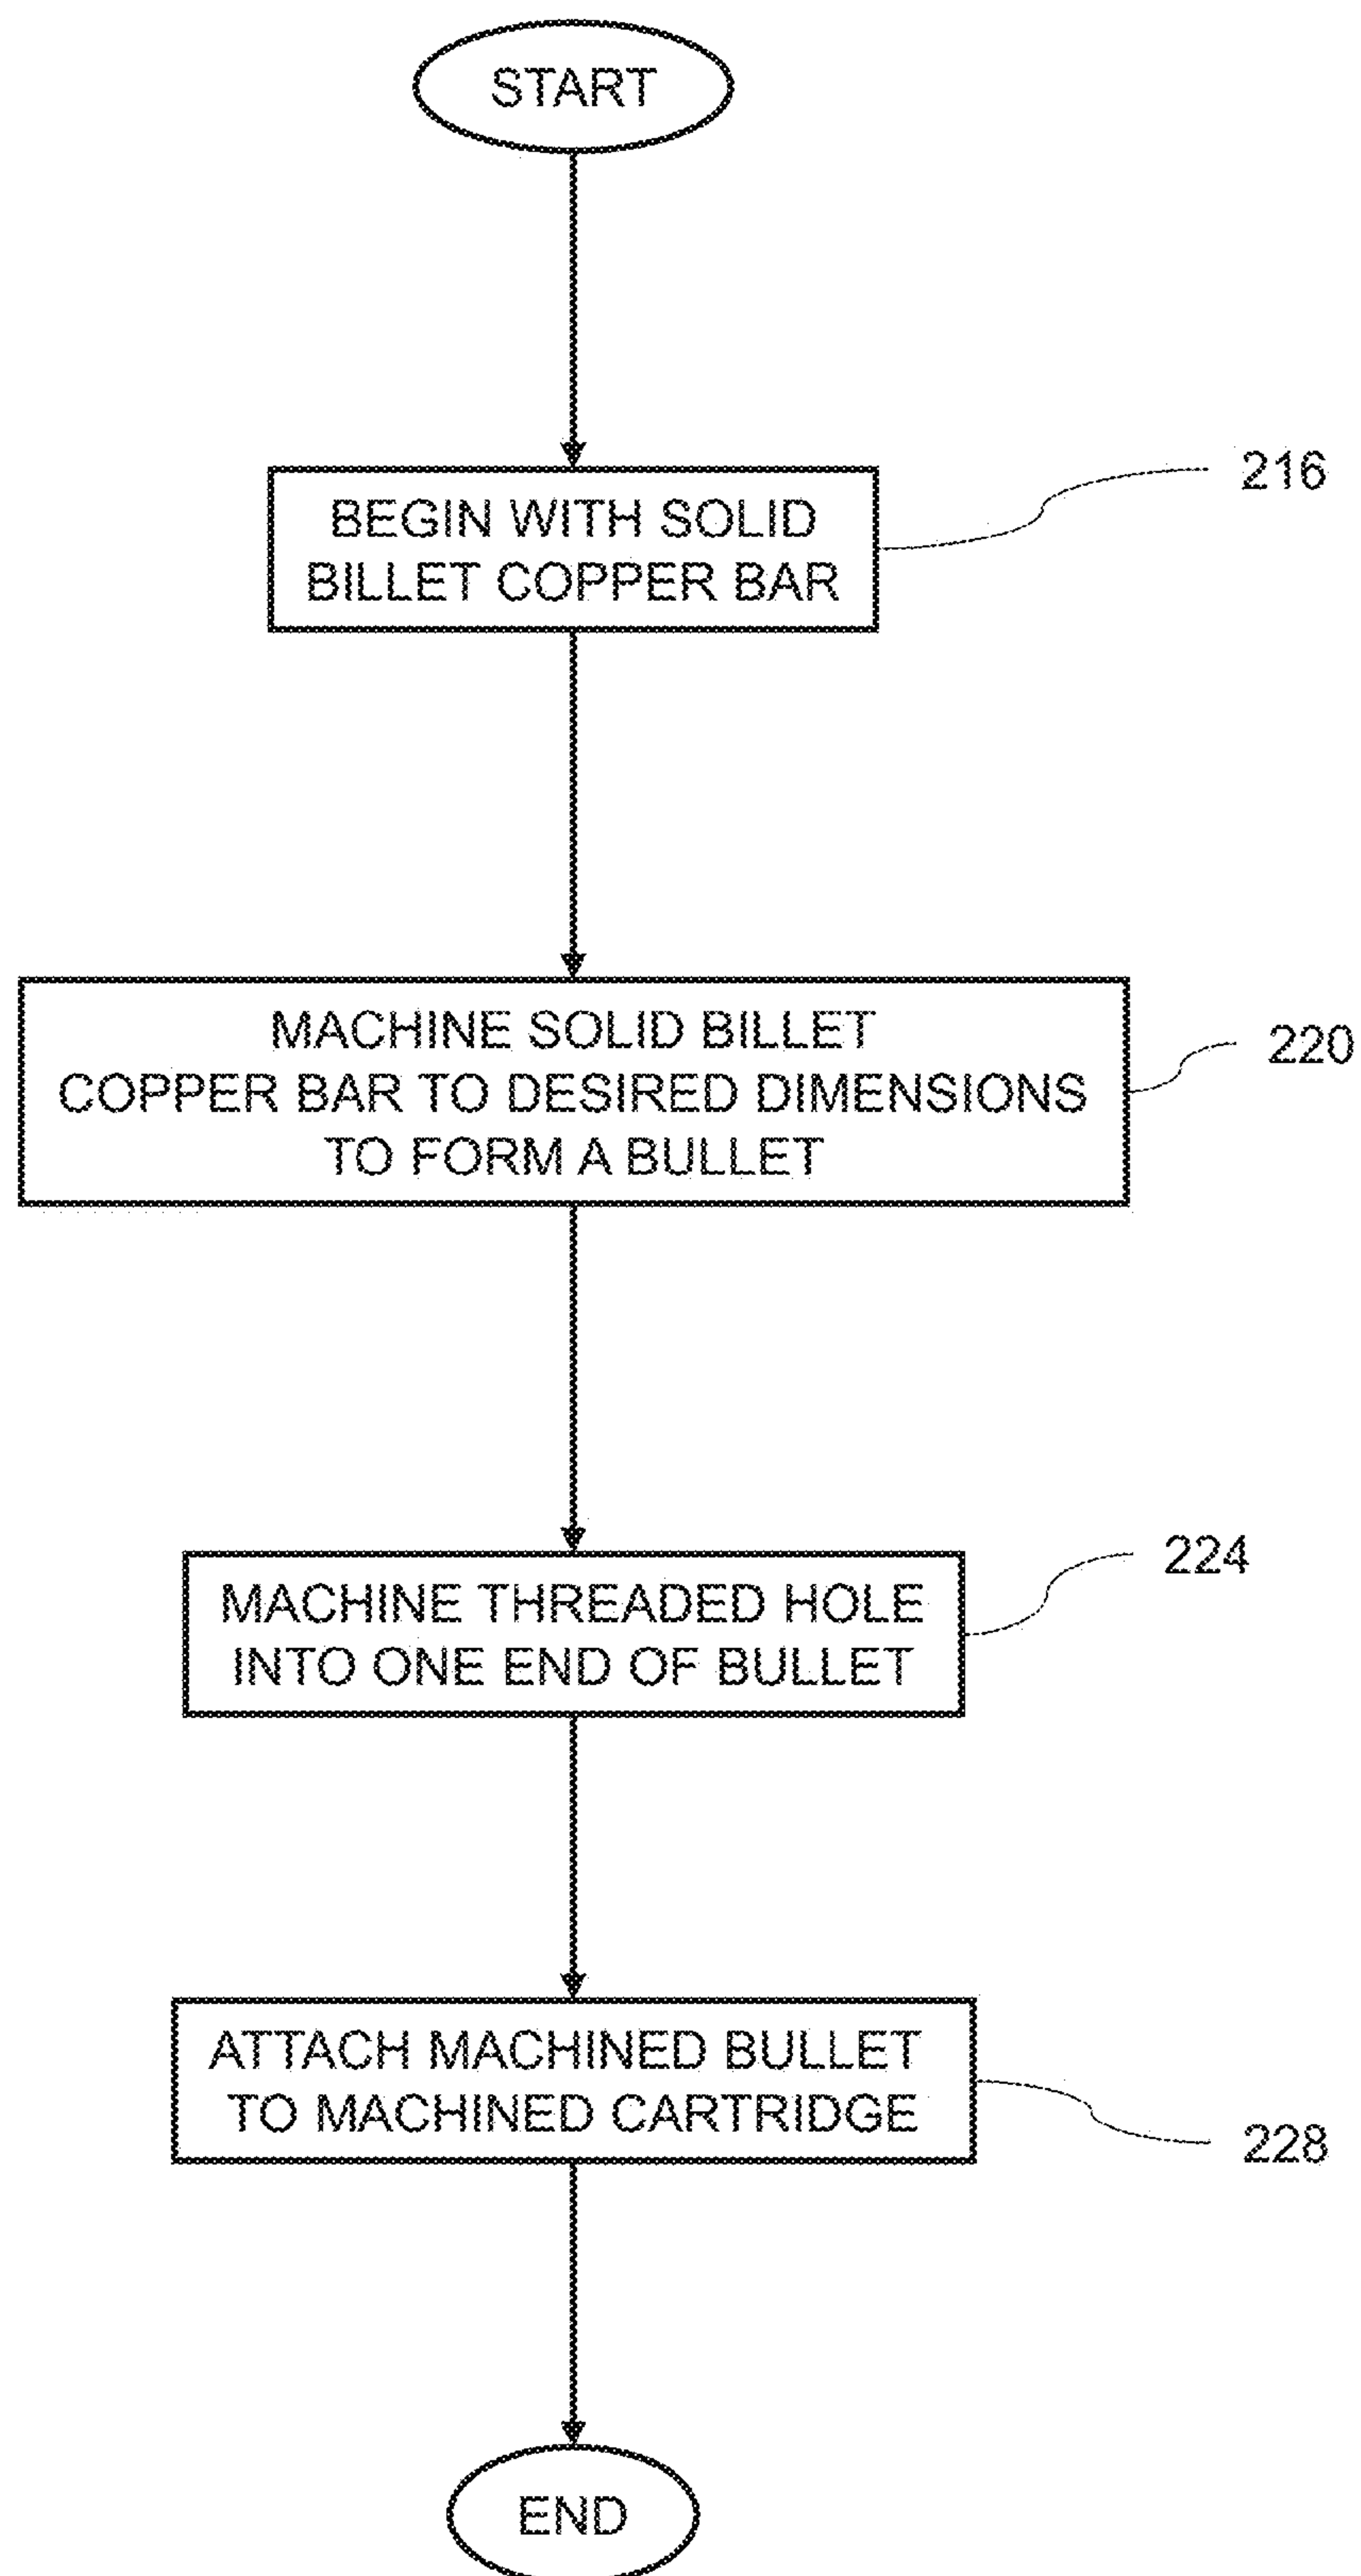 START
BEGIN WITH SOLID
BILLET COPPER BAR
216
MACHINE SOLID BILLET
COPPER BAR TO DESIRED DIMENSIONS
TO FORM A BULLET
220
MACHINE THREADED HOLE
INTO ONE END OF BULLET
224
ATTACH MACHINED BULLET
TO MACHINED CARTRIDGE
228
END